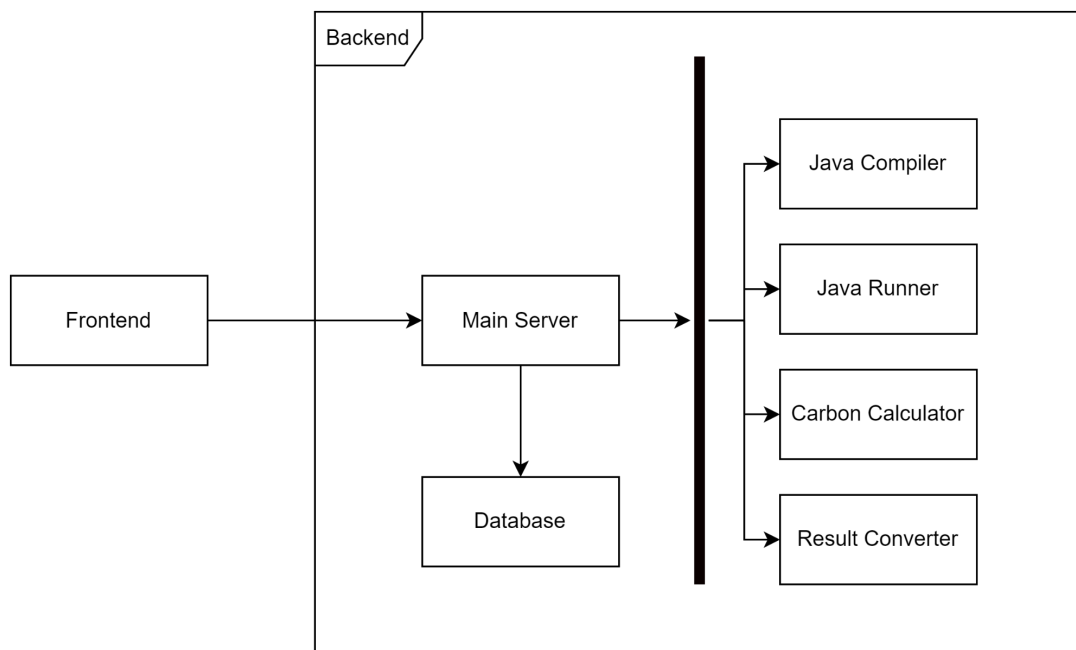 Backend
Java Compiler
Java Runner
Frontend
Main Server
Carbon Calculator
Database
Result Converter